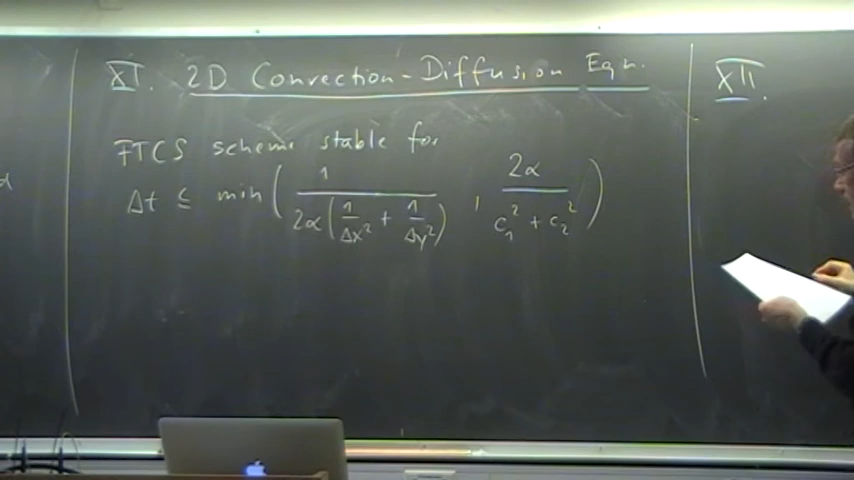 XI. 2D Convection-Diffusion Eqn.
FTCS scheme stable for
Δt ≤ min ( 1 / 2α ( 1/Δx² + 1/Δy² ) , 2α / c₁² + c₂² )
XII.